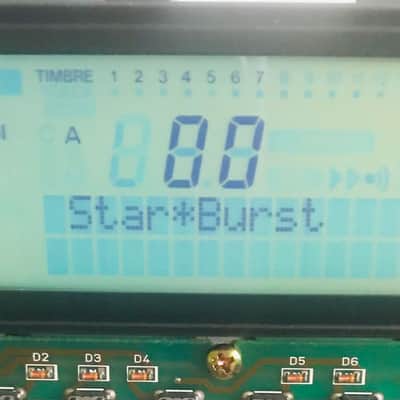 TIMBRE 1 2 3 4 5 6 7
A 00
Star*Burst
D2 D3 D4 D5 D6